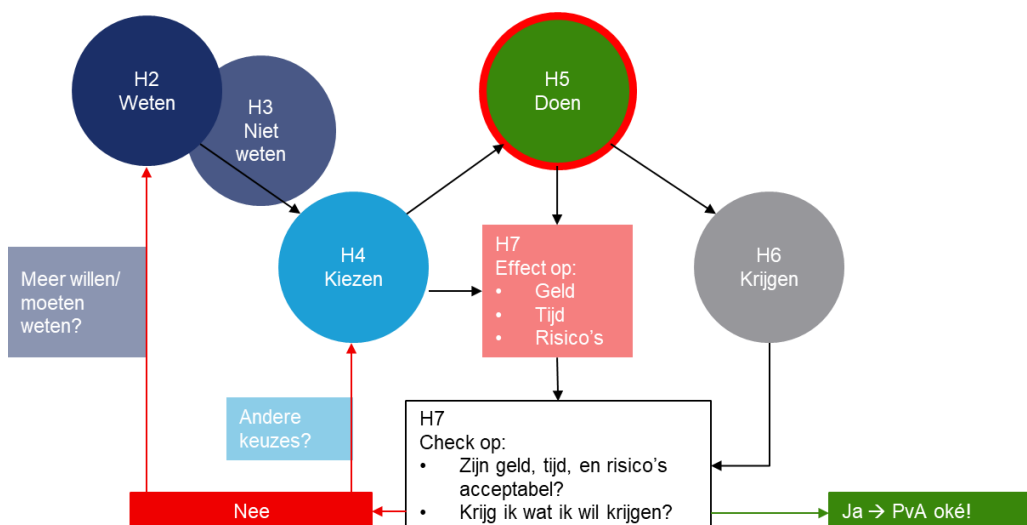 H2
Weten
H3
Niet
weten
H5
Doen
H4
Kiezen
H7
Effect op:
• Geld
• Tijd
• Risico's
H6
Krijgen
Meer willen/
moeten
weten?
Andere
keuzes?
H7
Check op:
• Zijn geld, tijd, en risico's
acceptabel?
• Krijg ik wat ik wil krijgen?
Nee
Ja → PvA oké!